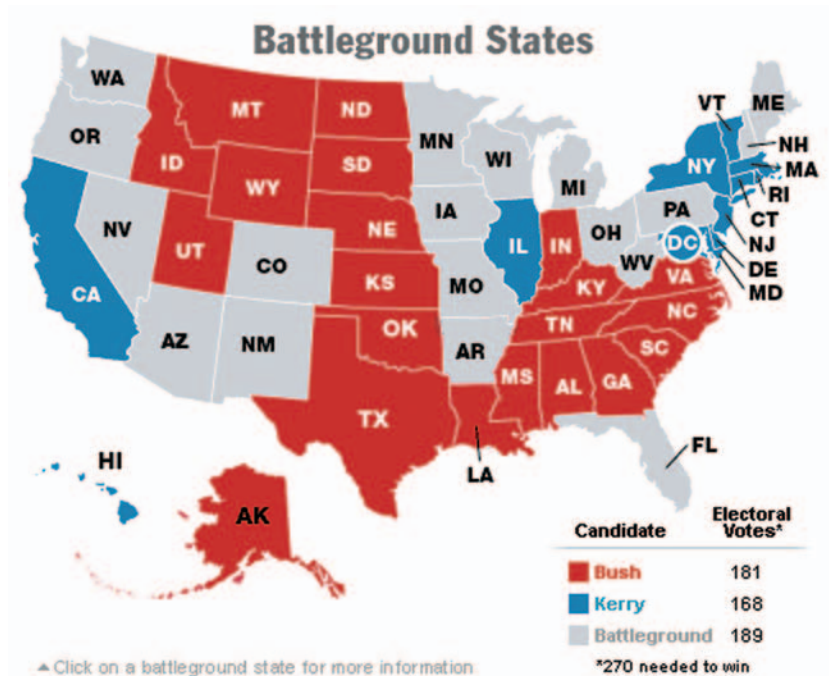 Battleground States
WA
MT
ND
MN
VT
ME
OR
ID
SD
WI
MI
NY
NH
MA
WY
RI
NV
UT
NE
IA
PA
CT
CO
IL
IN
OH
DC
NJ
CA
KS
MO
WV
VA
DE
KY
MD
AZ
NM
OK
AR
TN
NC
SC
MS
AL
GA
TX
LA
FL
HI
AK
Candidate Electoral Votes*
Bush 181
Kerry 168
Battleground 189
*270 needed to win
Click on a battleground state for more information